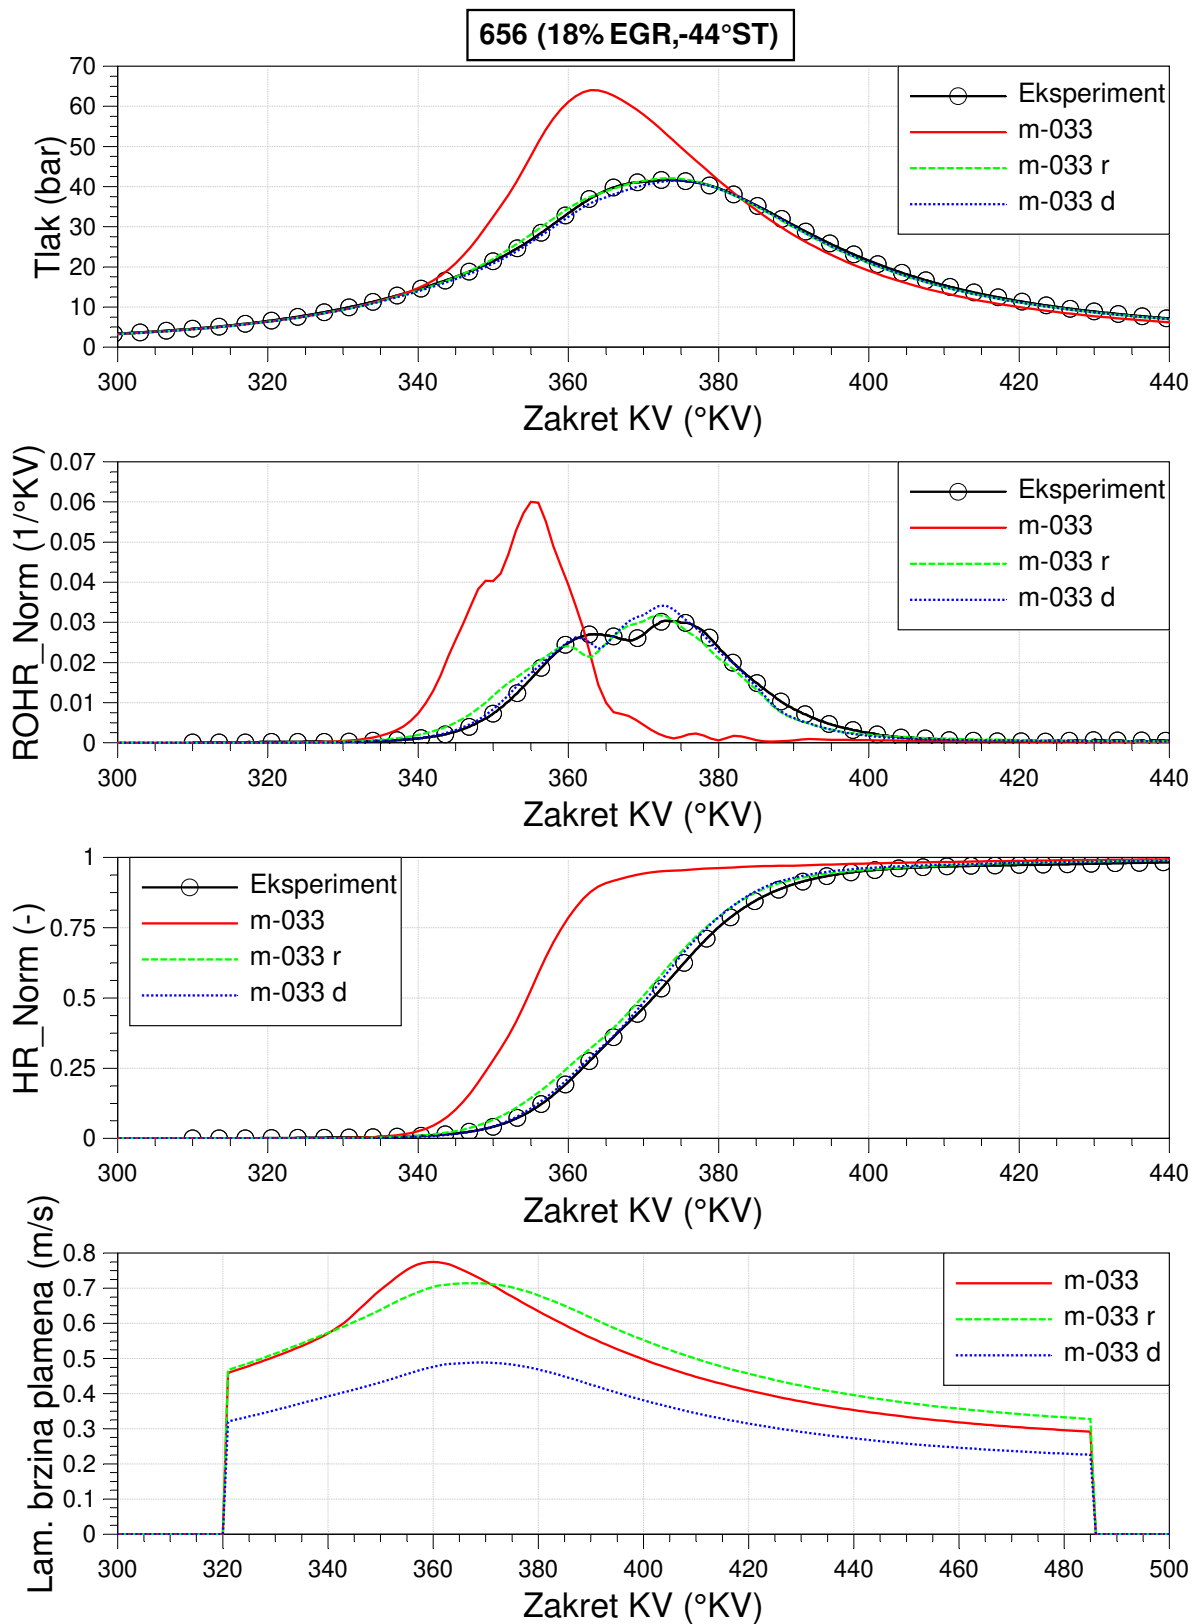 656 (18% EGR,-44°ST)
Tlak (bar)
70
60
50
40
30
20
10
0
Eksperiment
m-033
m-033 r
m-033 d
300 320 340 360 380 400 420 440
Zakret KV (°KV)
ROHR_Norm (1/°KV)
0.07
0.06
0.05
0.04
0.03
0.02
0.01
0
Eksperiment
m-033
m-033 r
m-033 d
300 320 340 360 380 400 420 440
Zakret KV (°KV)
HR_Norm (-)
1
0.75
0.5
0.25
0
Eksperiment
m-033
m-033 r
m-033 d
300 320 340 360 380 400 420 440
Zakret KV (°KV)
Lam. brzina plamena (m/s)
0.8
0.7
0.6
0.5
0.4
0.3
0.2
0.1
0
m-033
m-033 r
m-033 d
300 320 340 360 380 400 420 440 460 480 500
Zakret KV (°KV)